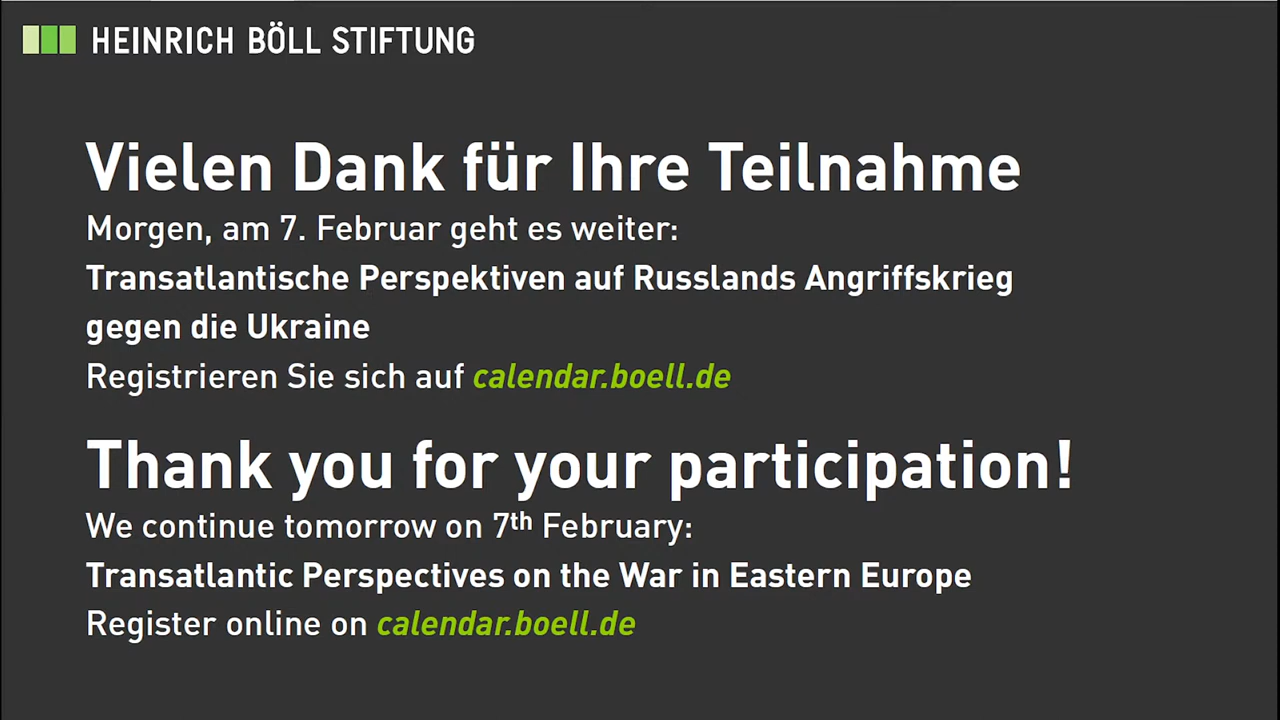 HEINRICH BÖLL STIFTUNG
Vielen Dank für Ihre Teilnahme
Morgen, am 7. Februar geht es weiter:
Transatlantische Perspektiven auf Russlands Angriffskrieg
gegen die Ukraine
Registrieren Sie sich auf calendar.boell.de
Thank you for your participation!
We continue tomorrow on 7th February:
Transatlantic Perspectives on the War in Eastern Europe
Register online on calendar.boell.de